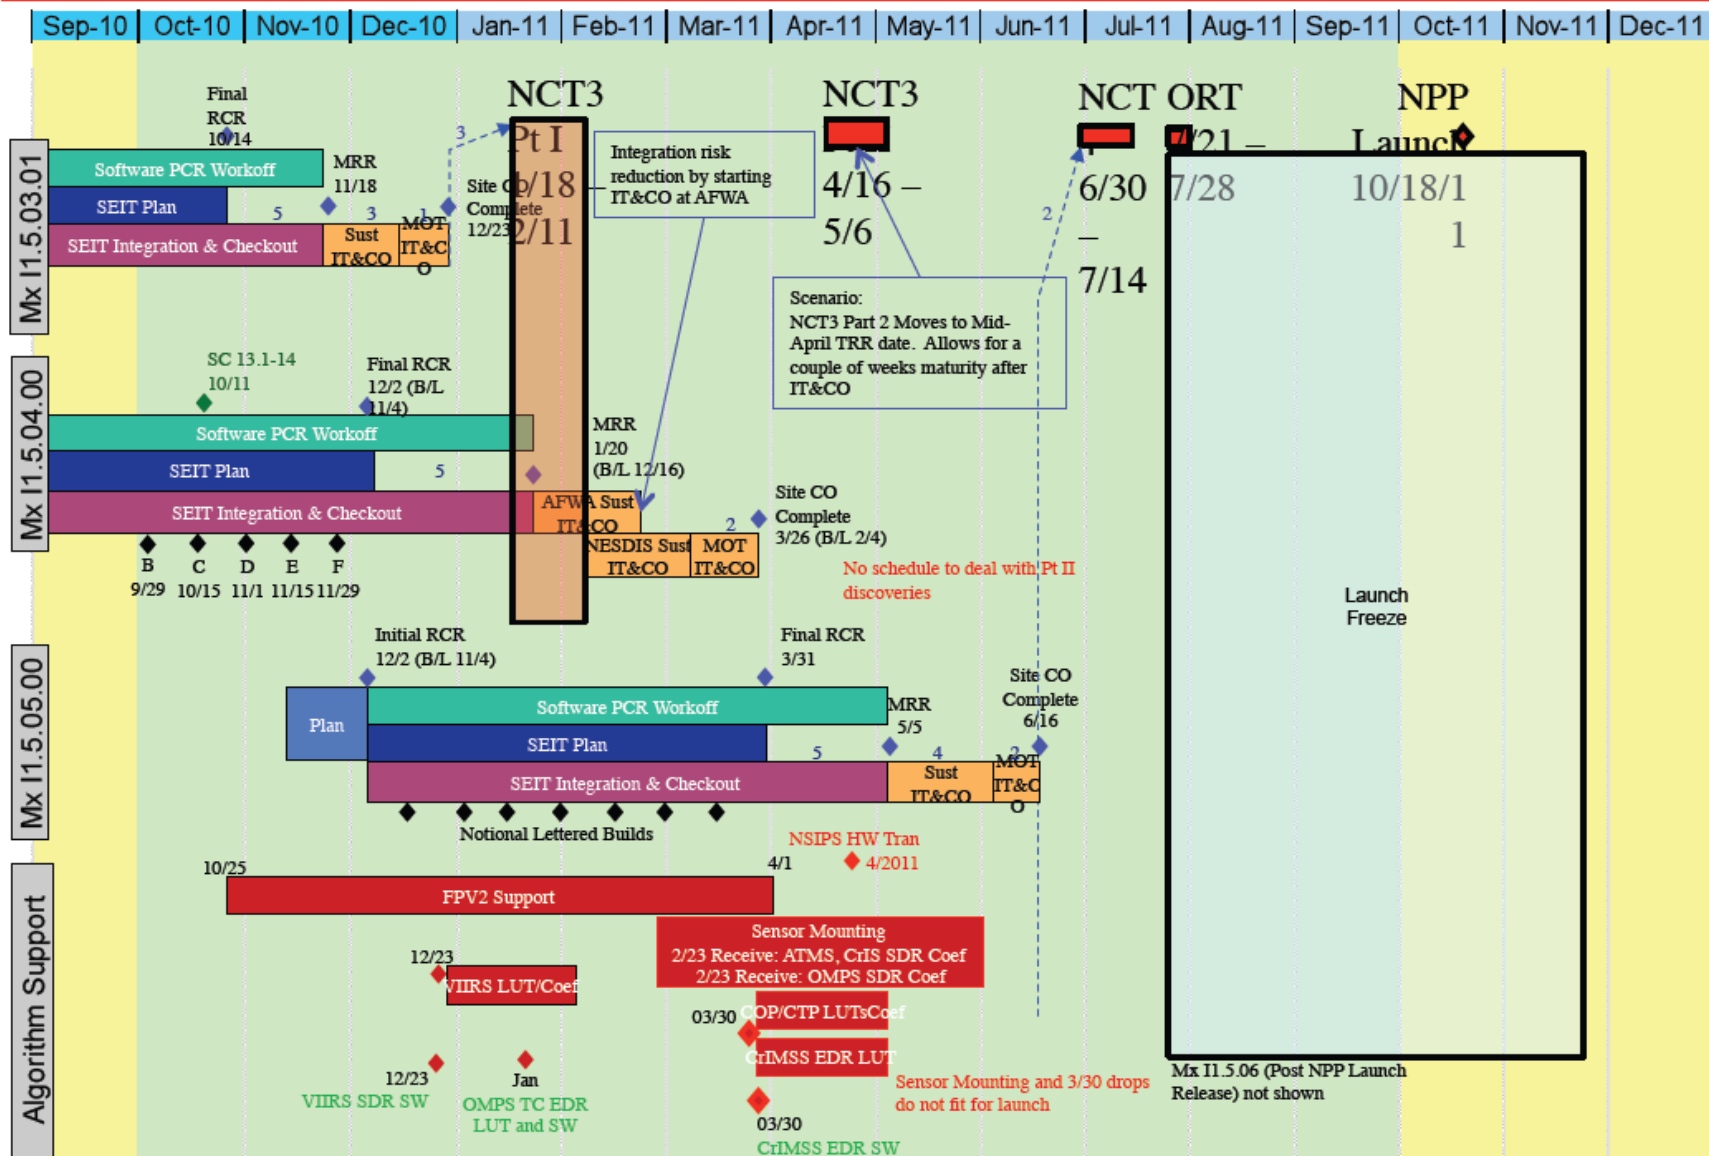 Sep-10 Oct-10 Nov-10 Dec-10 Jan-11 Feb-11 Mar-11 Apr-11 May-11 Jun-11 Jul-11 Aug-11 Sep-11 Oct-11 Nov-11 Dec-11
NCT3
Pt I
1/18 –
2/11
NCT3
4/16 –
5/6
NCT
6/30
–
7/14
ORT
7/21 –
7/28
NPP
Launch
10/18/1
1
Mx I1.5.03.01
Final
RCR
10/14
Software PCR Workoff
SEIT Plan
SEIT Integration & Checkout
MRR
11/18
5
3
1
3
Sust
IT&CO
MOT
IT&C
O
Site CO
Complete
12/23
Integration risk
reduction by starting
IT&CO at AFWA
Scenario:
NCT3 Part 2 Moves to Mid-
April TRR date. Allows for a
couple of weeks maturity after
IT&CO
2
Mx I1.5.04.00
SC 13.1-14
10/11
Final RCR
12/2 (B/L
11/4)
Software PCR Workoff
SEIT Plan
5
SEIT Integration & Checkout
MRR
1/20
(B/L 12/16)
AFWA Sust
IT&CO
NESDIS Sust
IT&CO
MOT
IT&CO
2
Site CO
Complete
3/26 (B/L 2/4)
B
9/29
C
10/15
D
11/1
E
11/15
F
11/29
No schedule to deal with Pt II
discoveries
Launch
Freeze
Mx I1.5.05.00
Initial RCR
12/2 (B/L 11/4)
Final RCR
3/31
Plan
Software PCR Workoff
SEIT Plan
SEIT Integration & Checkout
5
MRR
5/5
4
2
Sust
IT&CO
MOT
IT&C
O
Site CO
Complete
6/16
Notional Lettered Builds
Algorithm Support
NSIPS HW Tran
4/2011
10/25
4/1
FPV2 Support
Sensor Mounting
2/23 Receive: ATMS, CrIS SDR Coef
2/23 Receive: OMPS SDR Coef
12/23
VIIRS LUT/Coef
03/30
COP/CTP LUTsCoef
CrIMSS EDR LUT
12/23
VIIRS SDR SW
Jan
OMPS TC EDR
LUT and SW
03/30
CrIMSS EDR SW
Sensor Mounting and 3/30 drops
do not fit for launch
Mx I1.5.06 (Post NPP Launch
Release) not shown